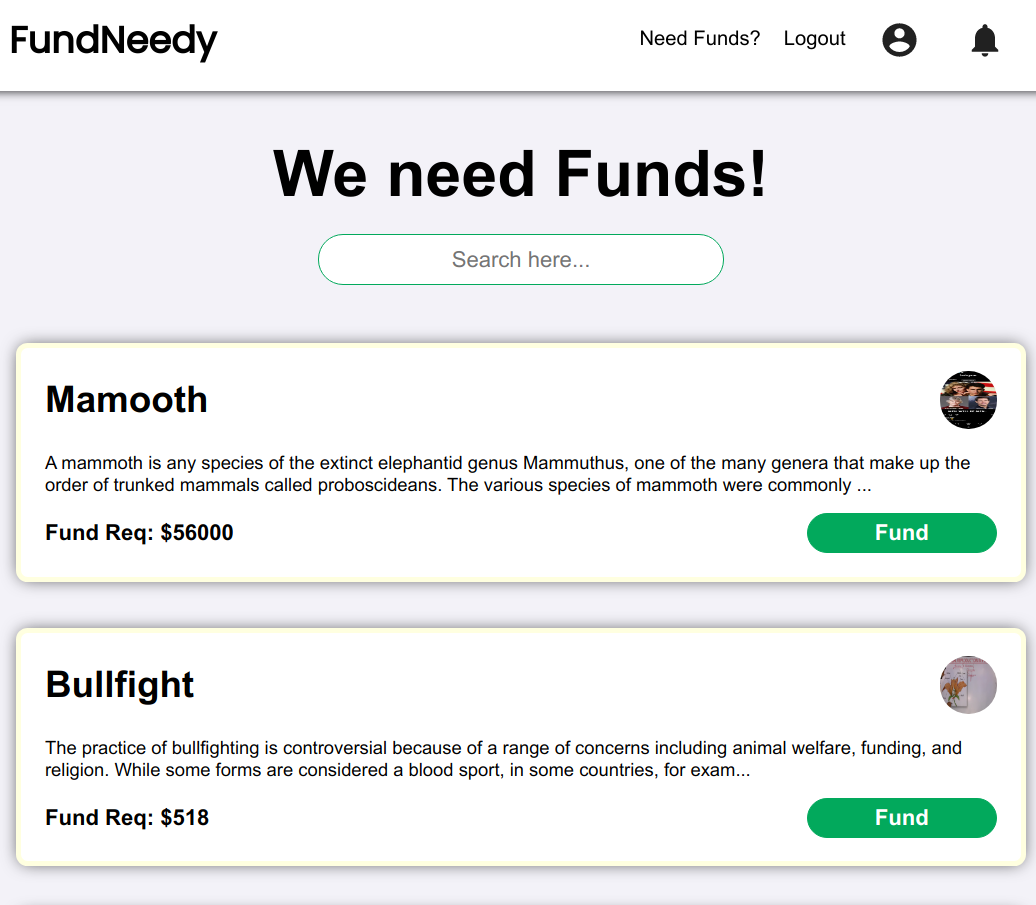 FundNeedy
Need Funds? Logout
We need Funds!
Search here...
Mamooth
A mammoth is any species of the extinct elephantid genus Mammuthus, one of the many genera that make up the
order of trunked mammals called proboscideans. The various species of mammoth were commonly ...
Fund Req: $56000
Fund
Bullfight
The practice of bullfighting is controversial because of a range of concerns including animal welfare, funding, and
religion. While some forms are considered a blood sport, in some countries, for exam...
Fund Req: $518
Fund